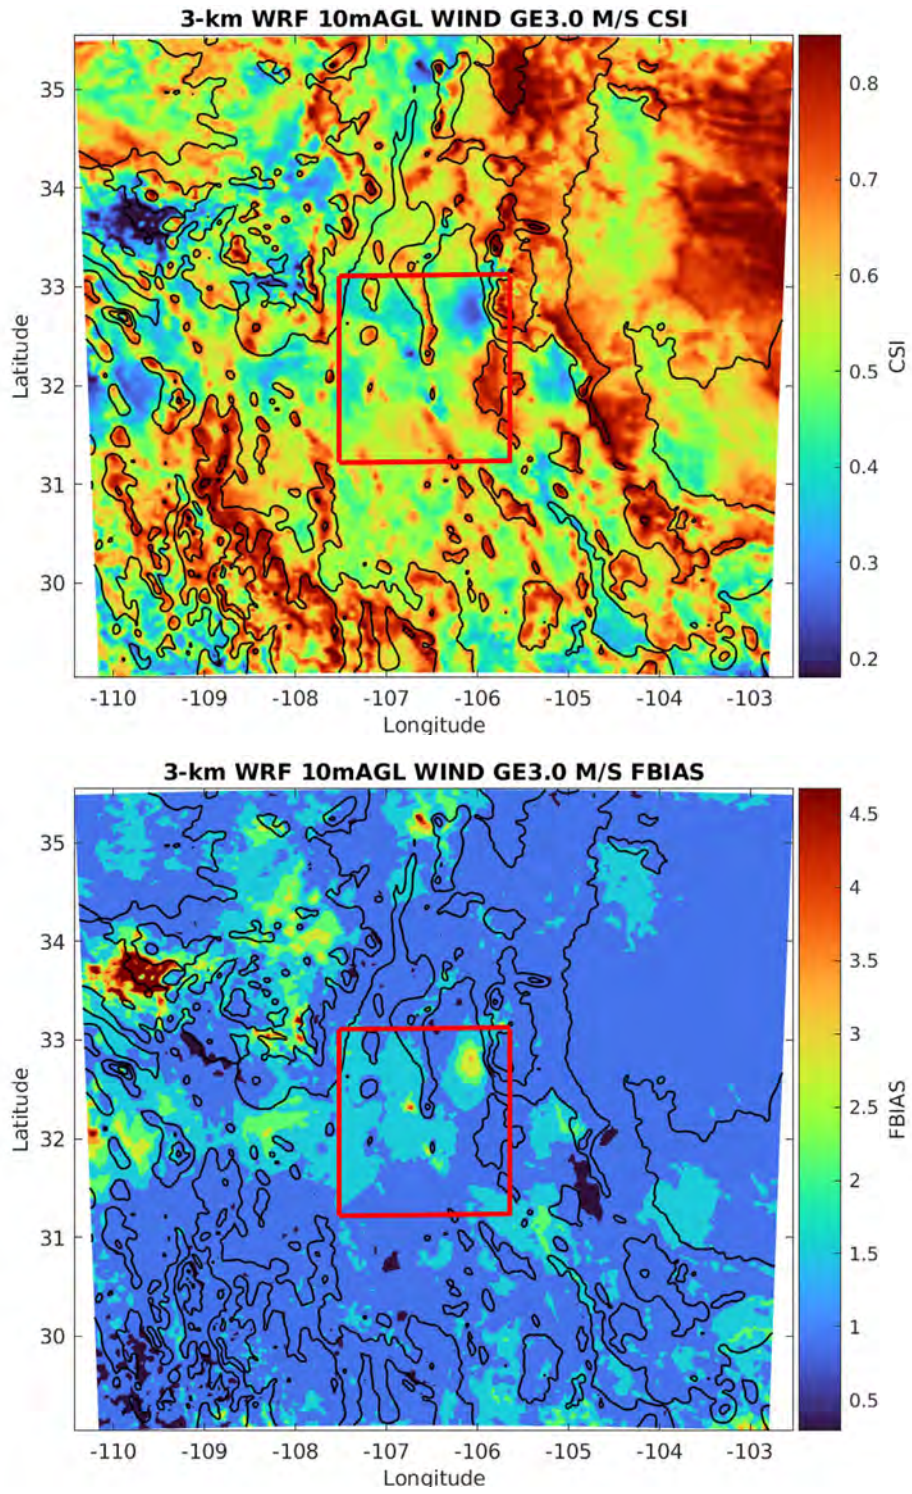 3-km WRF 10mAGL WIND GE3.0 M/S CSI
35
34
33
32
31
30
Latitude
-110 -109 -108 -107 -106 -105 -104 -103
Longitude
0.8
0.7
0.6
0.5
0.4
0.3
0.2
CSI
3-km WRF 10mAGL WIND GE3.0 M/S FBIAS
35
34
33
32
31
30
Latitude
-110 -109 -108 -107 -106 -105 -104 -103
Longitude
4.5
4
3.5
3
2.5
2
1.5
1
0.5
FBIAS